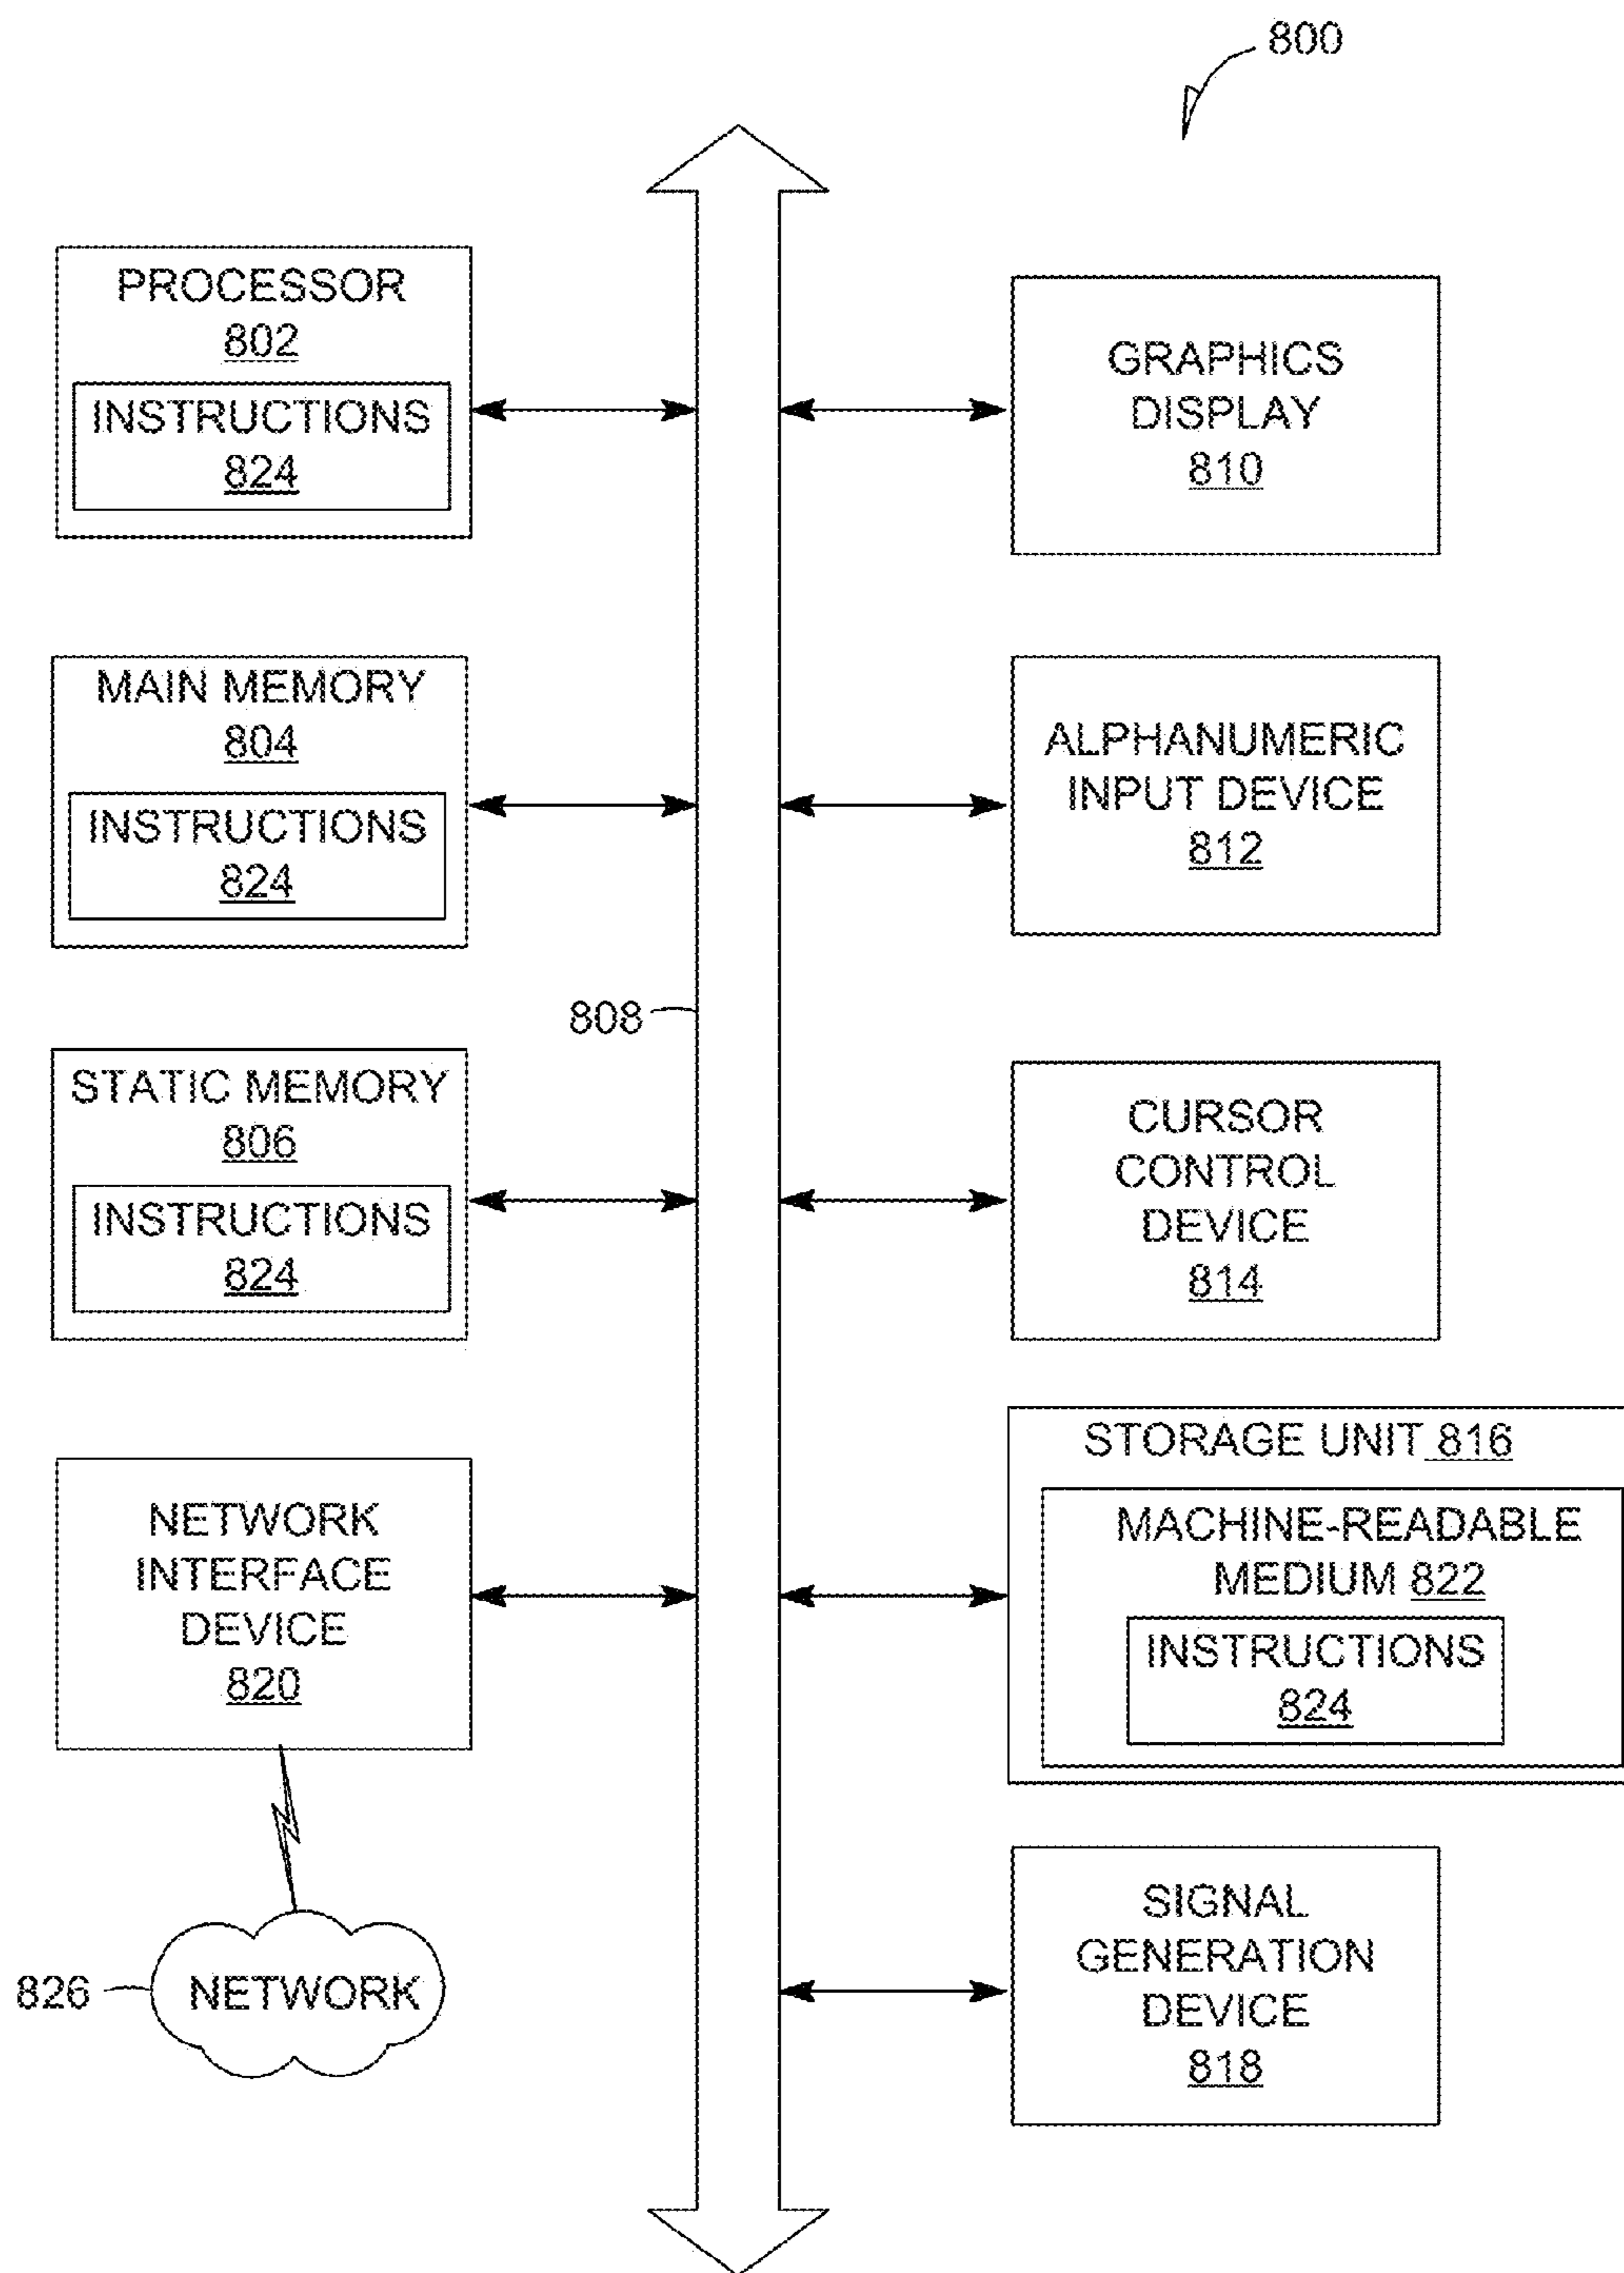 800
PROCESSOR
802
INSTRUCTIONS
824
MAIN MEMORY
804
INSTRUCTIONS
824
808
STATIC MEMORY
806
INSTRUCTIONS
824
NETWORK
INTERFACE
DEVICE
820
826 NETWORK
GRAPHICS
DISPLAY
810
ALPHANUMERIC
INPUT DEVICE
812
CURSOR
CONTROL
DEVICE
814
STORAGE UNIT 816
MACHINE-READABLE
MEDIUM 822
INSTRUCTIONS
824
SIGNAL
GENERATION
DEVICE
818